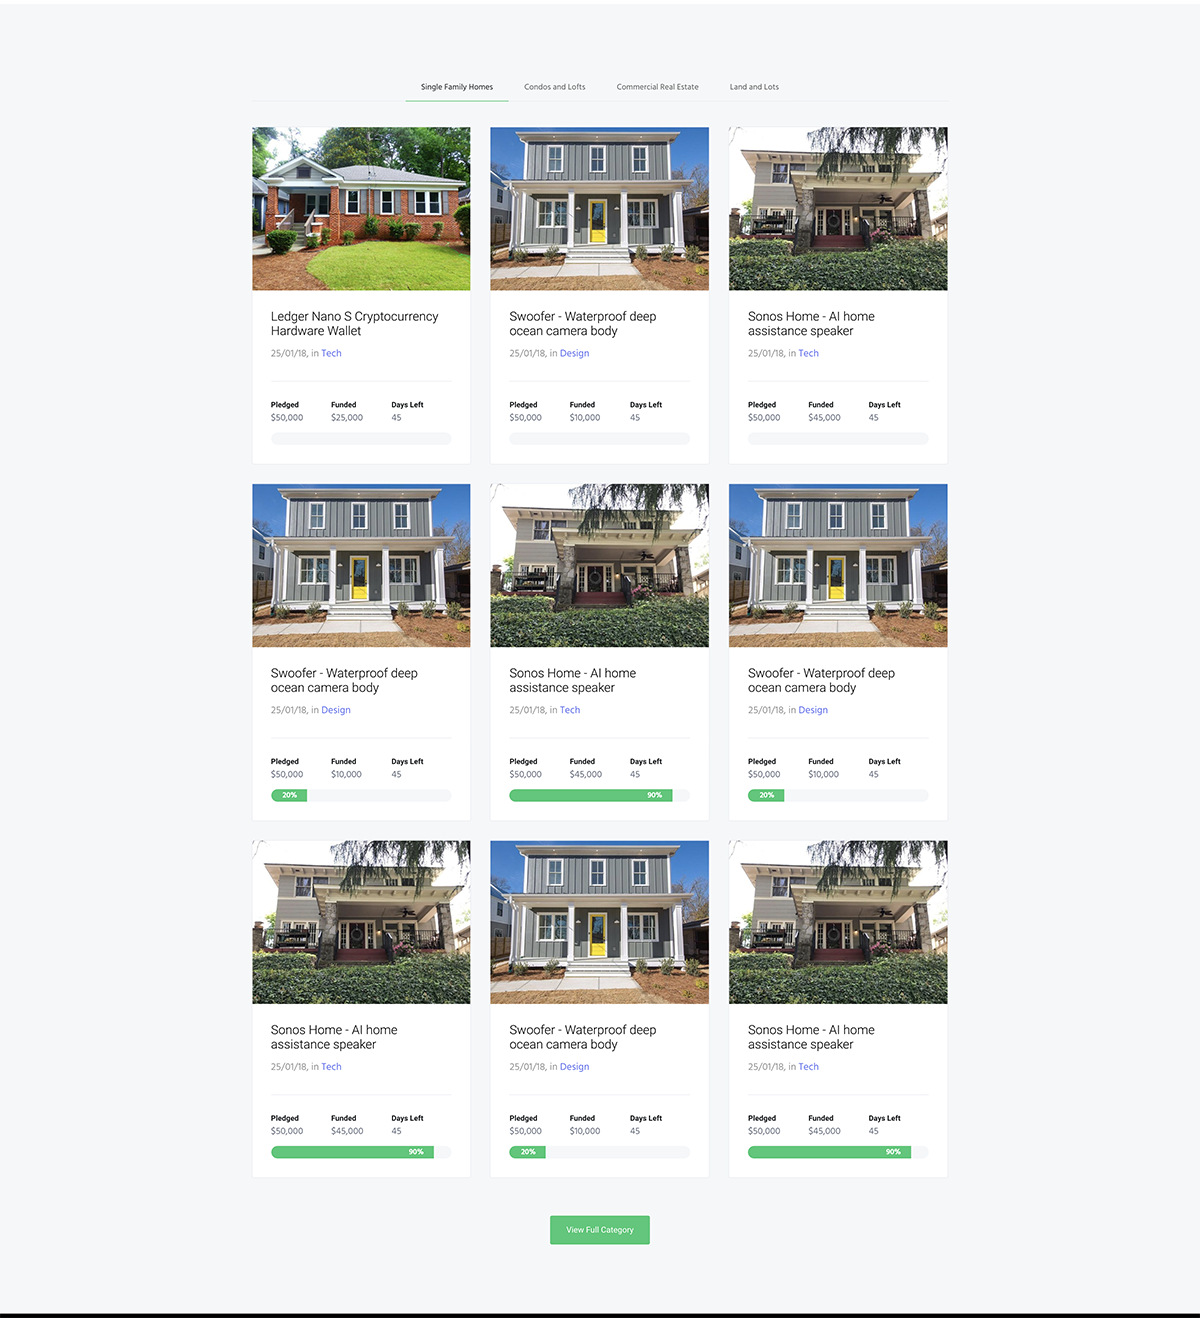 Single Family Homes Condos and Lofts Commercial Real Estate Land and Lots
Ledger Nano S Cryptocurrency
Hardware Wallet
25/01/18, in Tech
Pledged Funded Days Left
$50,000 $25,000 45
Swoofer - Waterproof deep
ocean camera body
25/01/18, in Design
Pledged Funded Days Left
$50,000 $10,000 45
Sonos Home - AI home
assistance speaker
25/01/18, in Tech
Pledged Funded Days Left
$50,000 $45,000 45
Swoofer - Waterproof deep
ocean camera body
25/01/18, in Design
Pledged Funded Days Left
$50,000 $10,000 45
20%
Sonos Home - AI home
assistance speaker
25/01/18, in Tech
Pledged Funded Days Left
$50,000 $45,000 45
90%
Swoofer - Waterproof deep
ocean camera body
25/01/18, in Design
Pledged Funded Days Left
$50,000 $10,000 45
20%
Sonos Home - AI home
assistance speaker
25/01/18, in Tech
Pledged Funded Days Left
$50,000 $45,000 45
90%
Swoofer - Waterproof deep
ocean camera body
25/01/18, in Design
Pledged Funded Days Left
$50,000 $10,000 45
20%
Sonos Home - AI home
assistance speaker
25/01/18, in Tech
Pledged Funded Days Left
$50,000 $45,000 45
90%
View Full Category